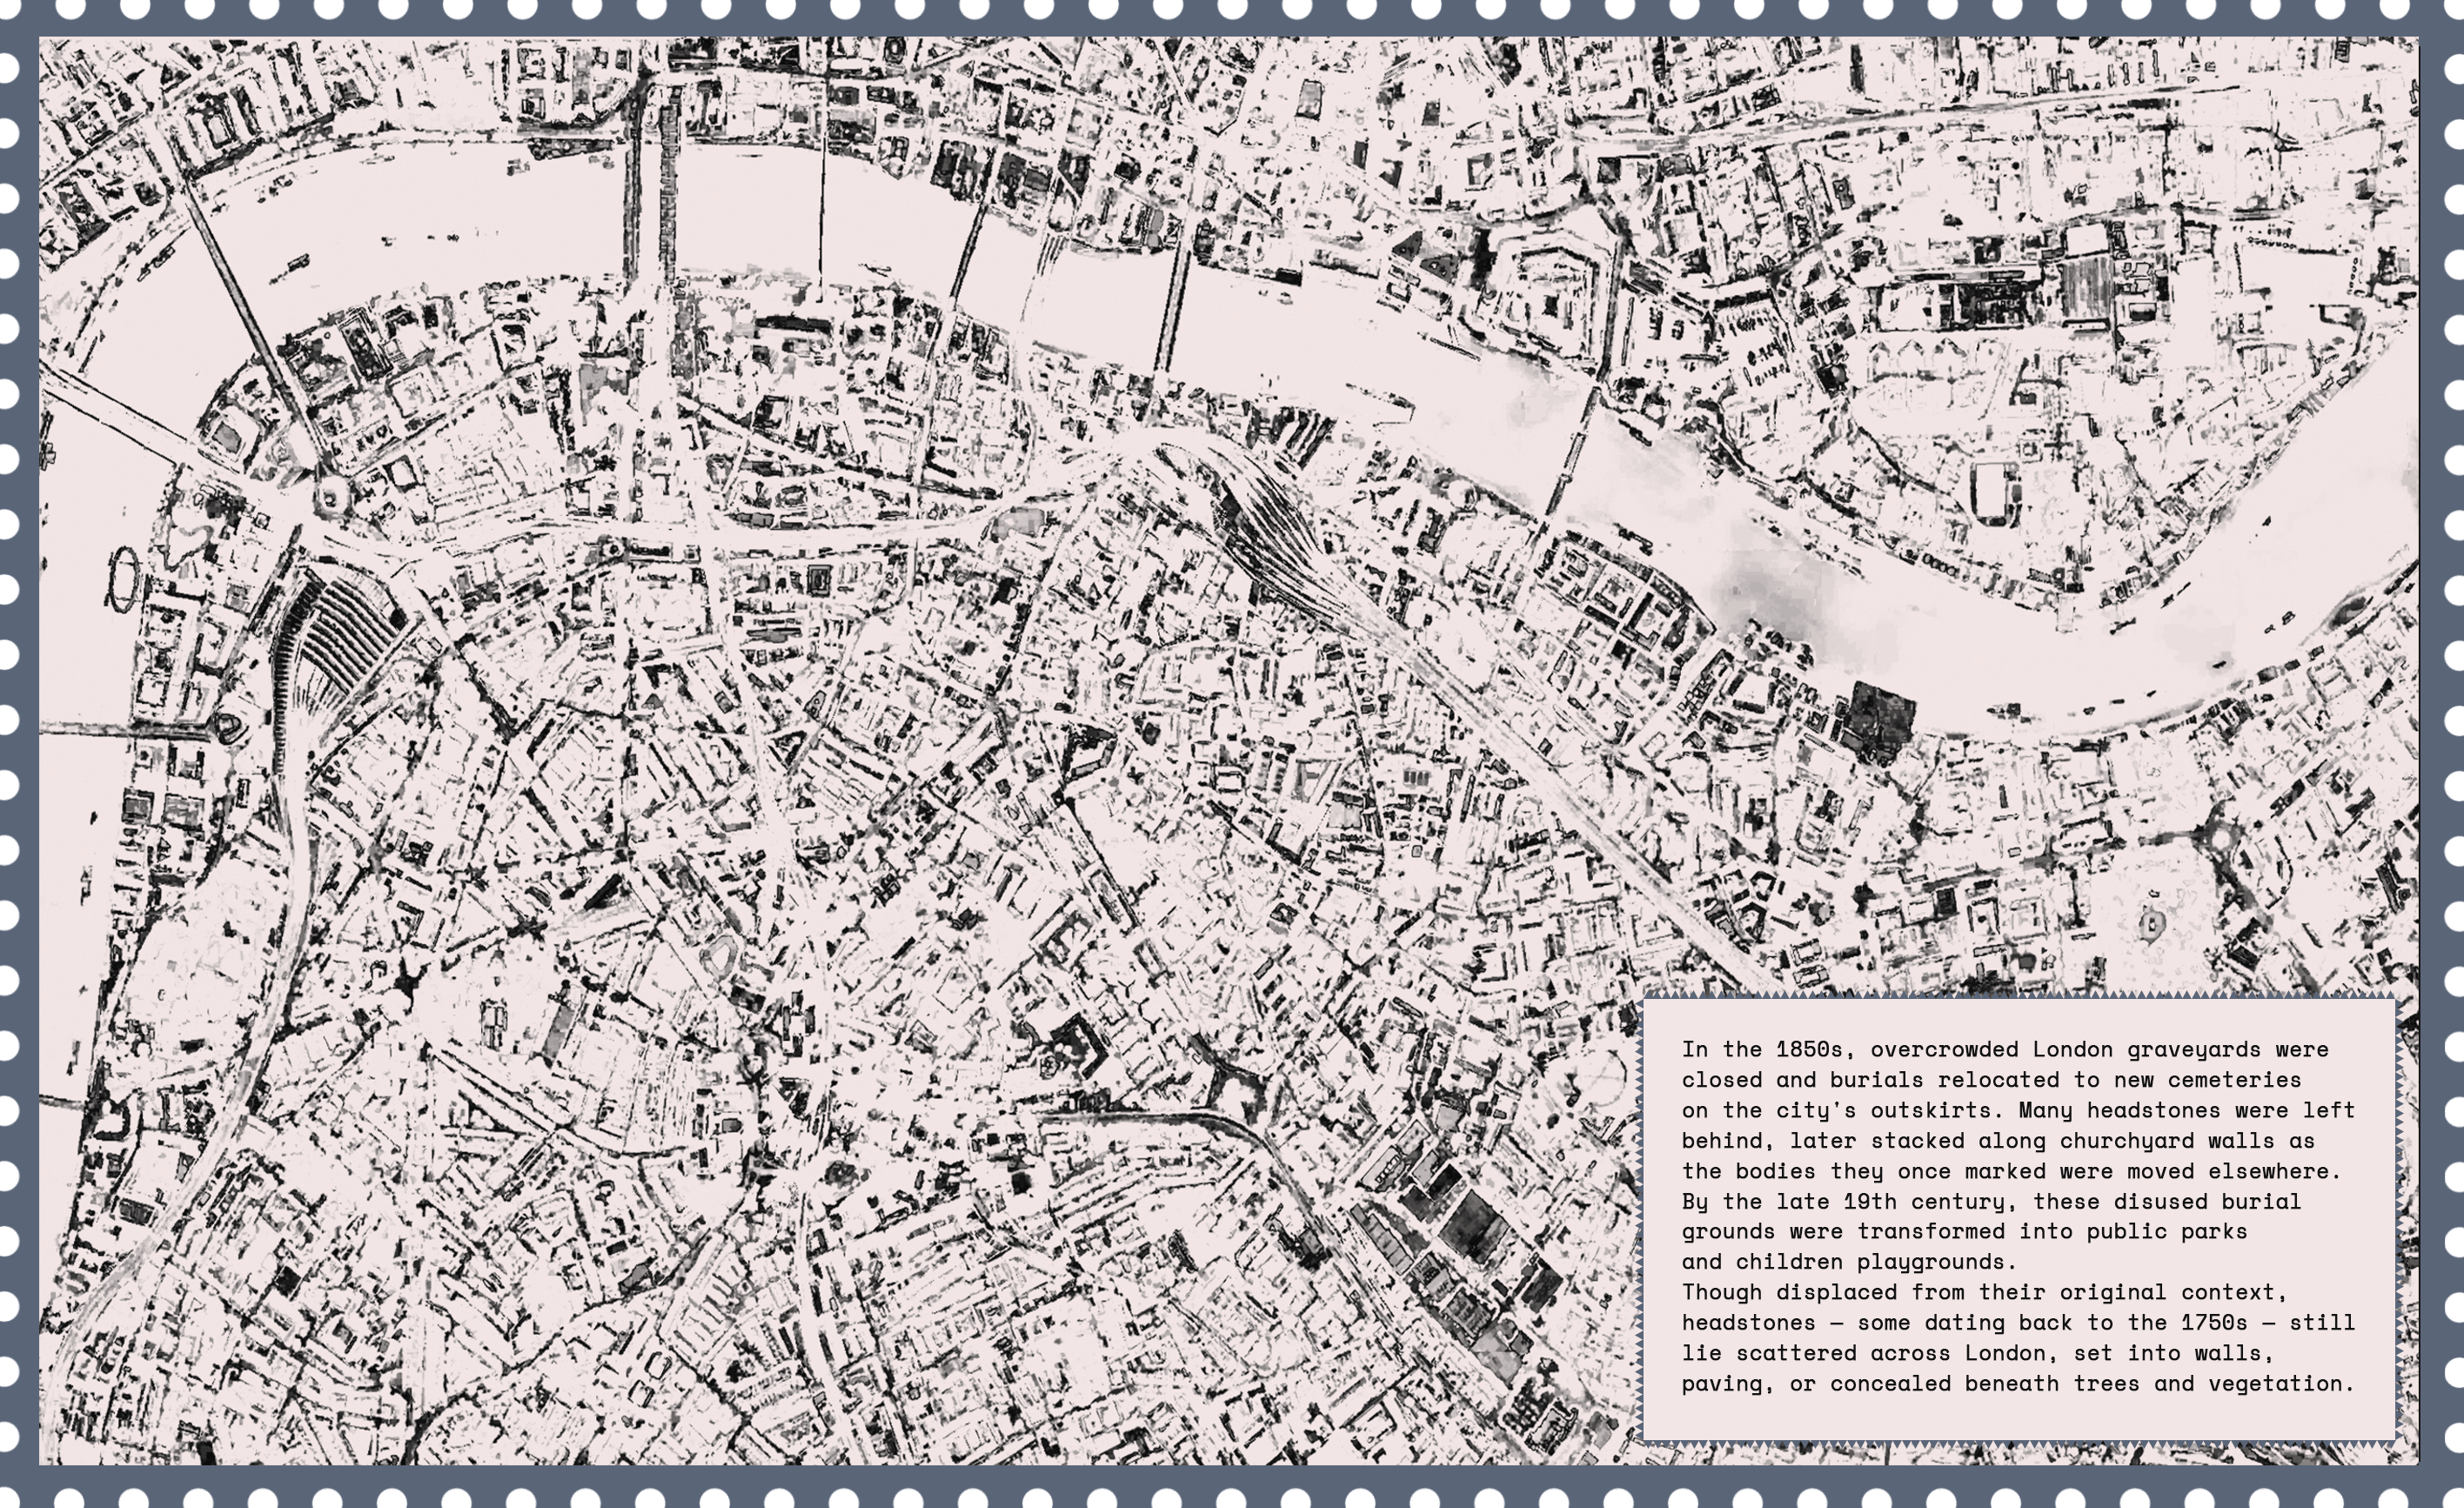 In the 1850s, overcrowded London graveyards were
closed and burials relocated to new cemeteries
on the city's outskirts. Many headstones were left
behind, later stacked along churchyard walls as
the bodies they once marked were moved elsewhere.
By the late 19th century, these disused burial
grounds were transformed into public parks
and children playgrounds.
Though displaced from their original context,
headstones — some dating back to the 1750s — still
lie scattered across London, set into walls,
paving, or concealed beneath trees and vegetation.